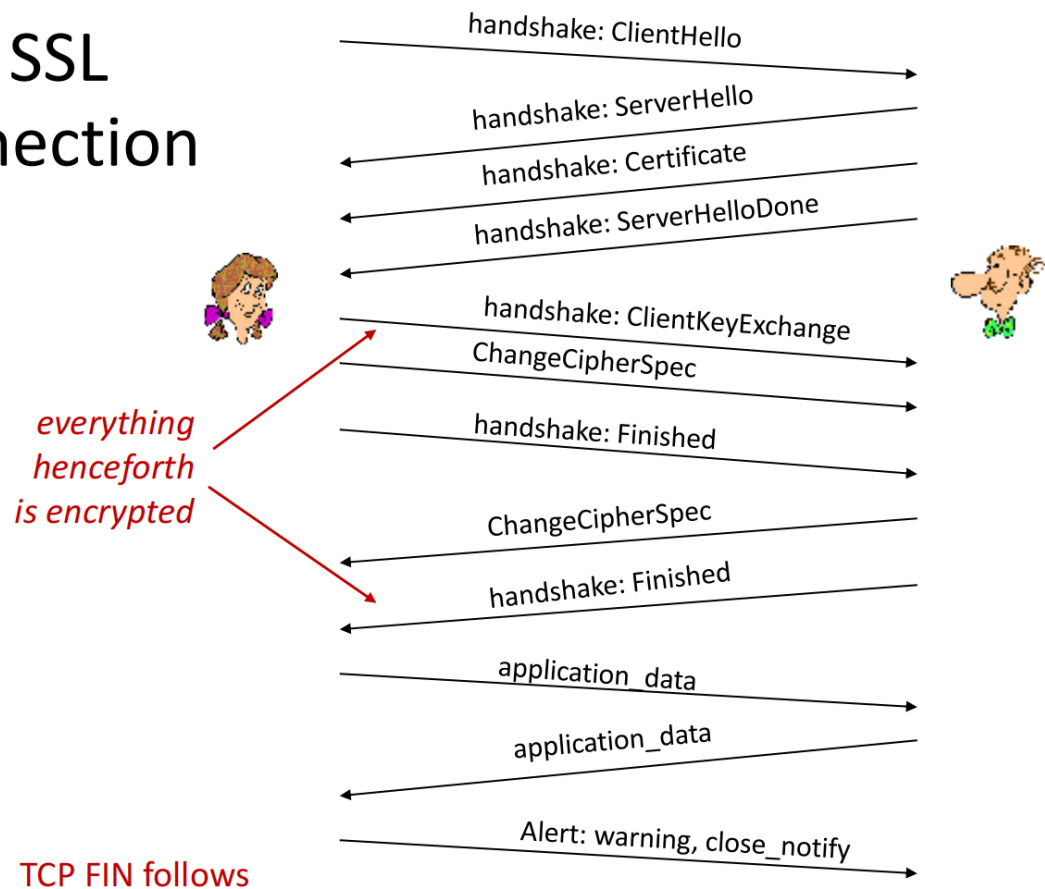 SSL
nection
handshake: ClientHello
handshake: ServerHello
handshake: Certificate
handshake: ServerHelloDone
handshake: ClientKeyExchange
ChangeCipherSpec
everything
henceforth
is encrypted
handshake: Finished
ChangeCipherSpec
handshake: Finished
application_data
application_data
Alert: warning, close_notify
TCP FIN follows